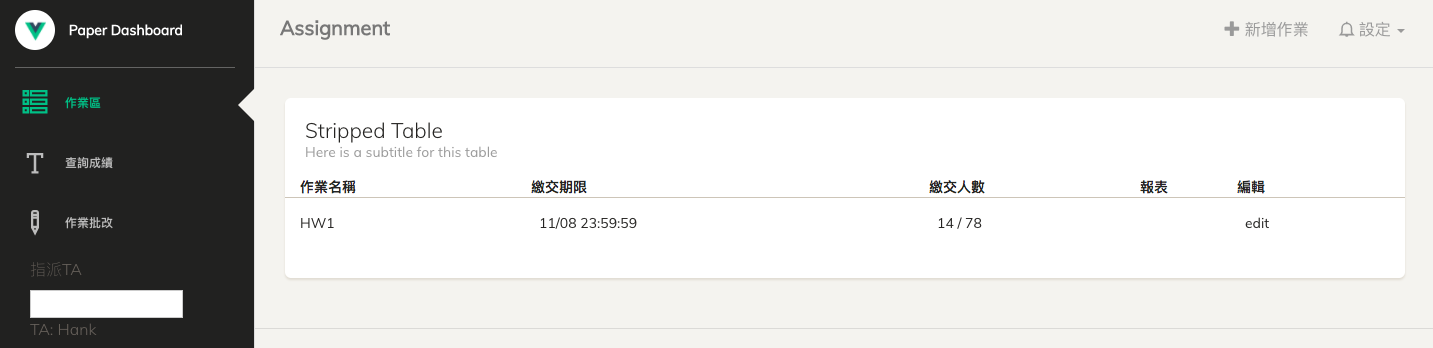 Paper Dashboard
作業區
查詢成績
作業批改
指派TA
TA: Hank
Assignment
新增作業
設定
Stripped Table
Here is a subtitle for this table
作業名稱 繳交期限 繳交人數 報表 編輯
HW1 11/08 23:59:59 14 / 78 edit